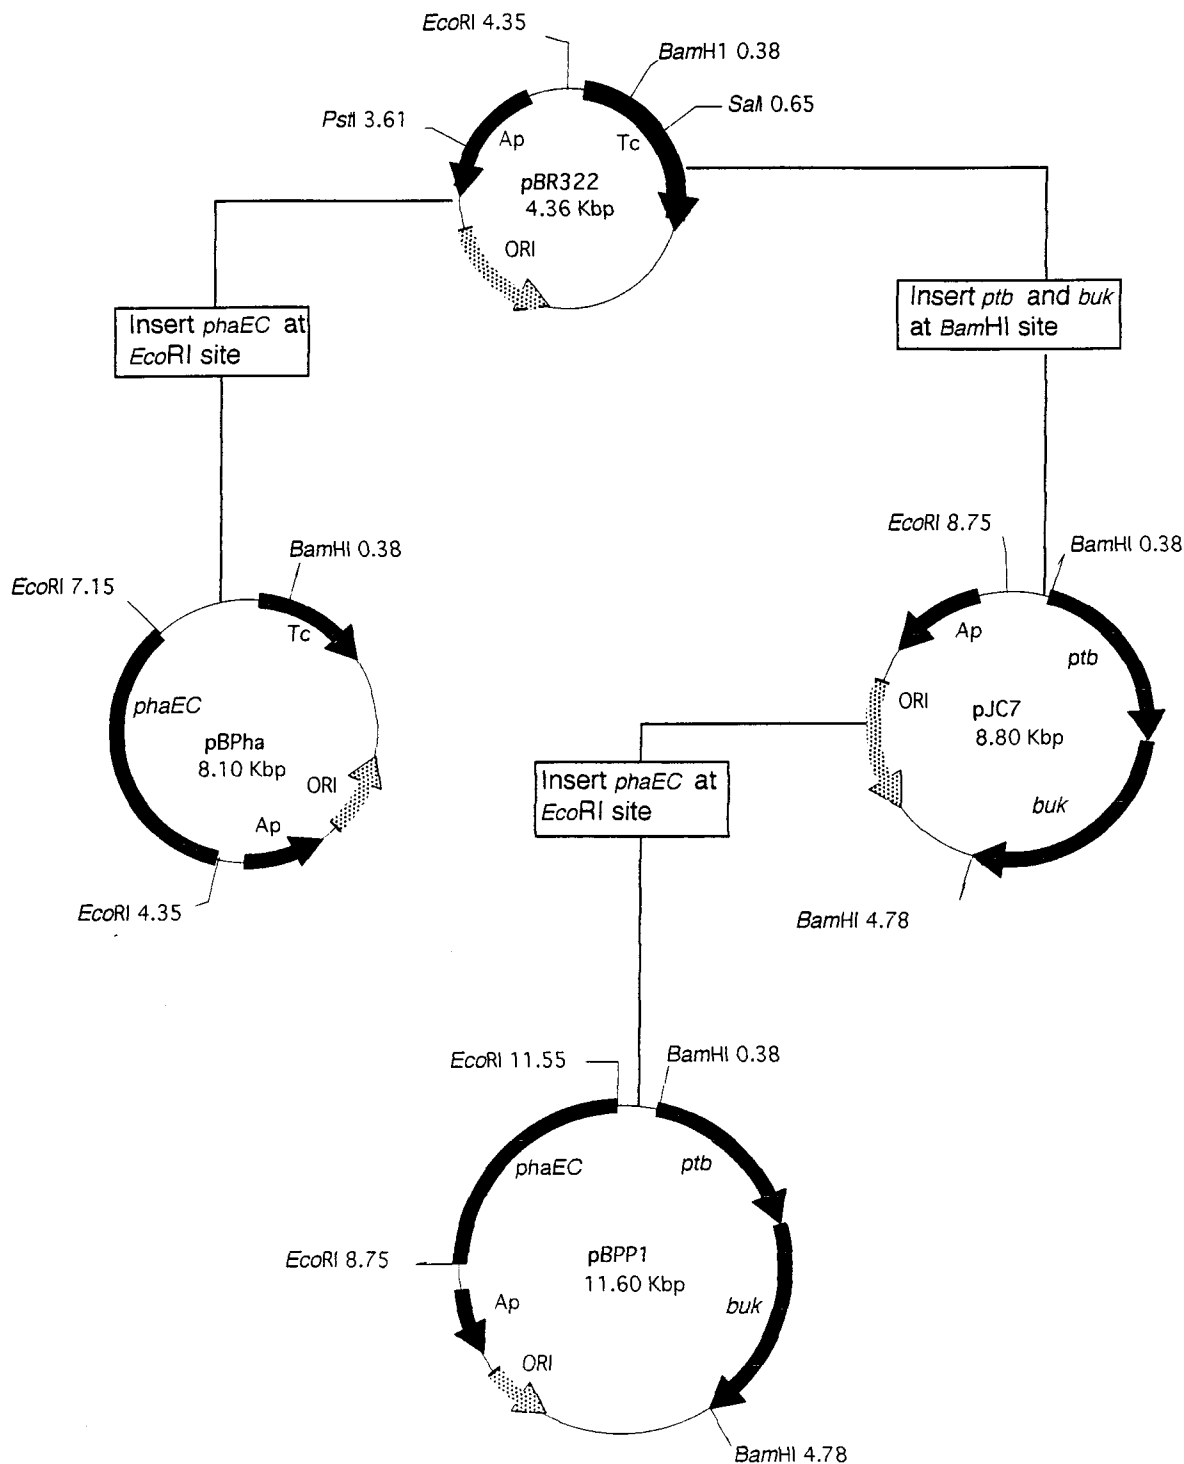 EcoRI 4.35
BamH1 0.38
SalI 0.65
PstI 3.61
Ap
Tc
pBR322
4.36 Kbp
ORI
Insert phaEC at
EcoRI site
Insert ptb and buk
at BamHI site
EcoRI 7.15
BamHI 0.38
Tc
phaEC
pBPha
8.10 Kbp
ORI
Ap
EcoRI 4.35
EcoRI 8.75
BamHI 0.38
Ap
ptb
ORI
pJC7
8.80 Kbp
buk
BamHI 4.78
Insert phaEC at
EcoRI site
EcoRI 11.55
BamHI 0.38
phaEC
ptb
EcoRI 8.75
pBPP1
11.60 Kbp
Ap
buk
ORI
BamHI 4.78